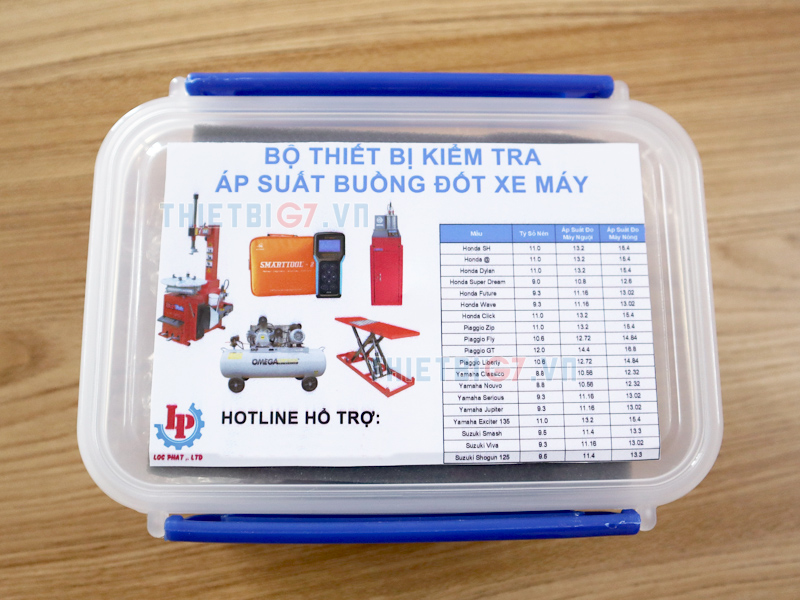 BỘ THIẾT BỊ KIỂM TRA
ÁP SUẤT BUỒNG ĐỐT XE MÁY
THIETBIG7.VN
SMARTTOOL - 2
OMEGA
THIETBIG7.VN
HOTLINE HỖ TRỢ:
LP
LOC PHAT., LTD
Mẫu Tỷ Số Nén Áp Suất Đo Máy Nguội Áp Suất Đo Máy Nóng
Honda SH 11.0 13.2 15.4
Honda @ 11.0 13.2 15.4
Honda Dylan 11.0 13.2 15.4
Honda Super Dream 9.0 10.8 12.6
Honda Future 9.3 11.16 13.02
Honda Wave 9.3 11.16 13.02
Honda Click 11.0 13.2 15.4
Piaggio Zip 11.0 13.2 15.4
Piaggio Fly 10.6 12.72 14.84
Piaggio GT 12.0 14.4 16.8
Piaggio Liberty 10.6 12.72 14.84
Yamaha Classico 8.8 10.56 12.32
Yamaha Nouvo 8.8 10.56 12.32
Yamaha Serious 9.3 11.16 13.02
Yamaha Jupiter 9.3 11.16 13.02
Yamaha Exciter 135 11.0 13.2 15.4
Suzuki Smash 9.5 11.4 13.3
Suzuki Viva 9.3 11.16 13.02
Suzuki Shogun 125 9.5 11.4 13.3